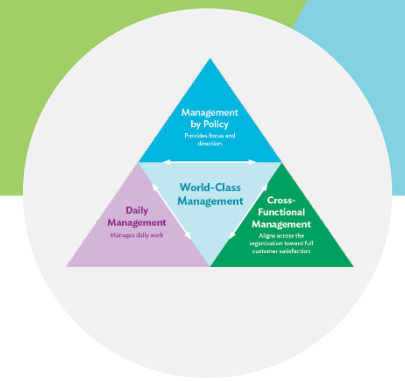 Management
by Policy
Provides focus and
direction
World-Class
Management
Daily
Management
Manages daily work
Cross-
Functional
Management
Aligns across the
organization toward full
customer satisfaction